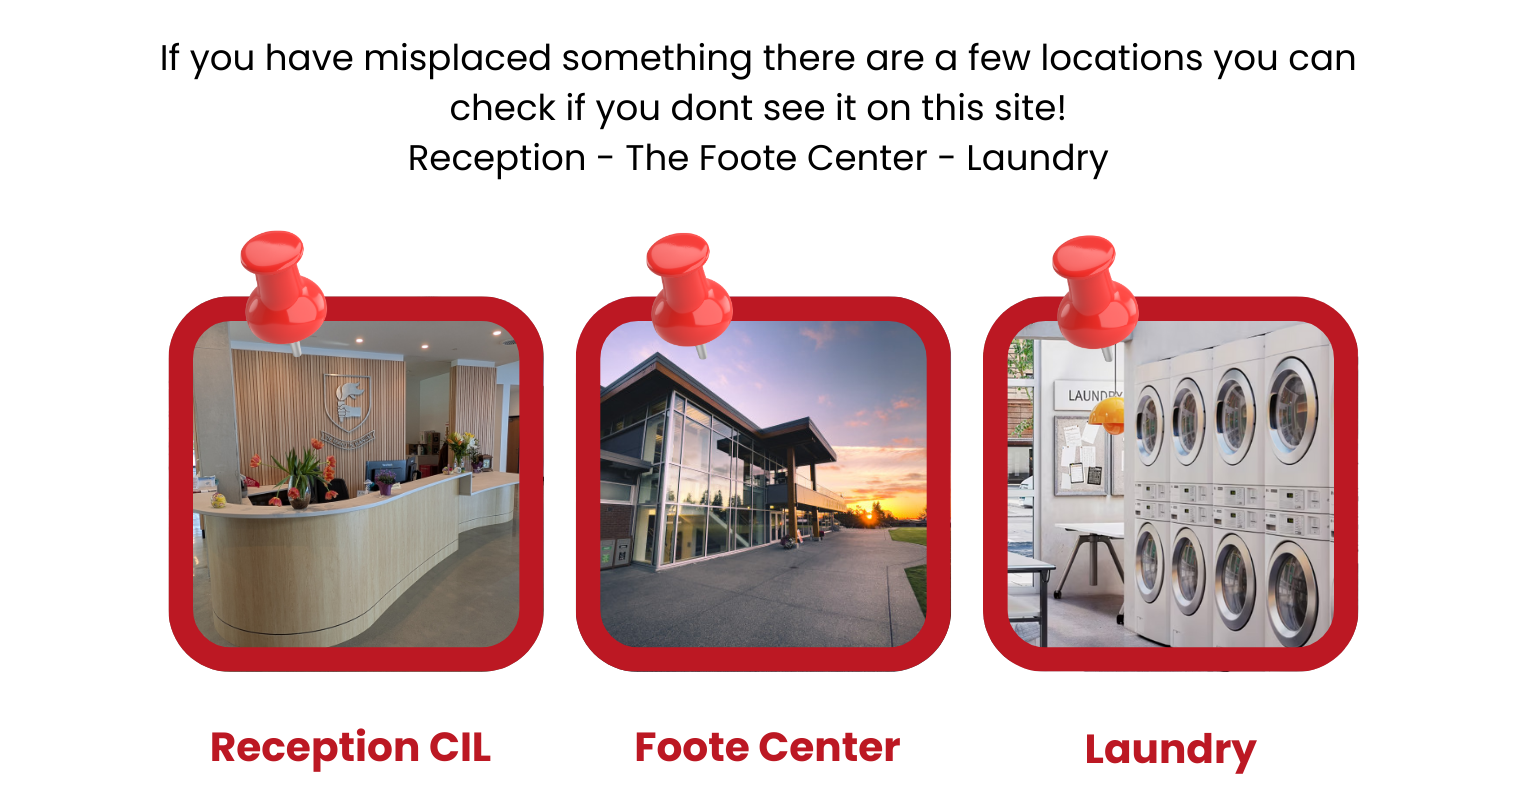 If you have misplaced something there are a few locations you can
check if you dont see it on this site!
Reception - The Foote Center - Laundry
LAUNDRY
Reception CIL
Foote Center
Laundry